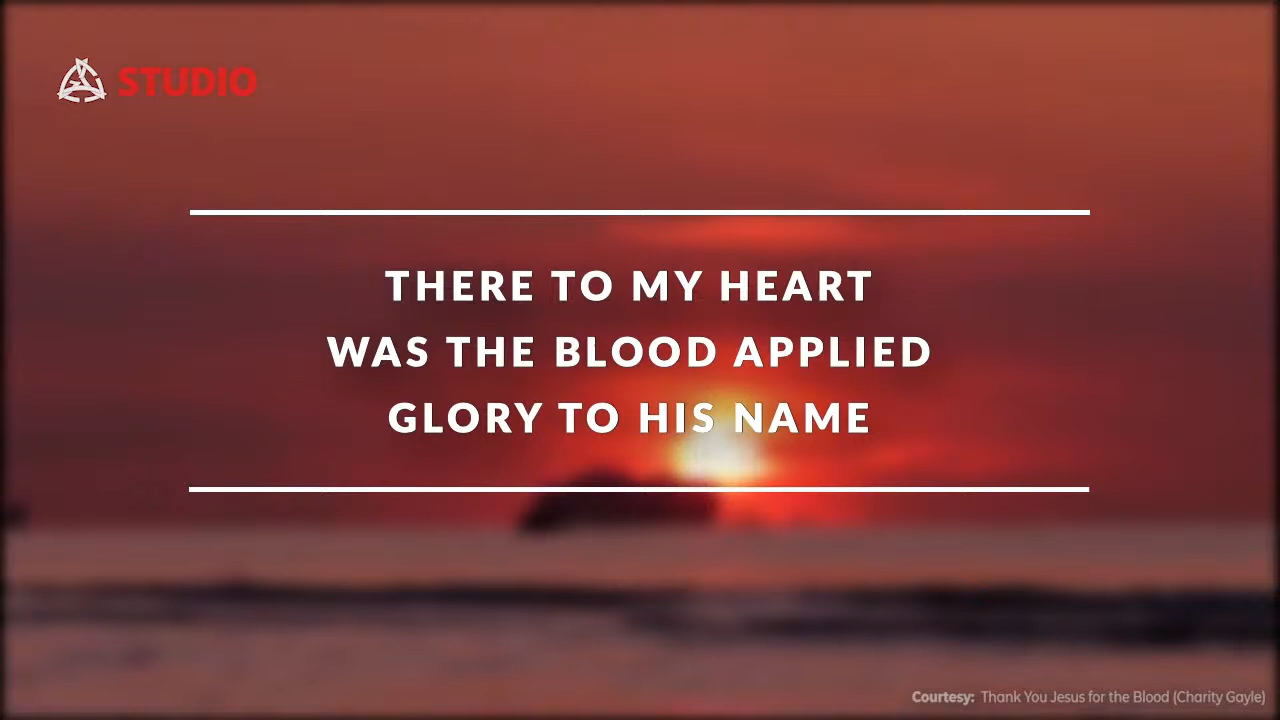 STUDIO
THERE TO MY HEART
WAS THE BLOOD APPLIED
GLORY TO HIS NAME
Courtesy: Thank You Jesus for the Blood (Charity Gayle)